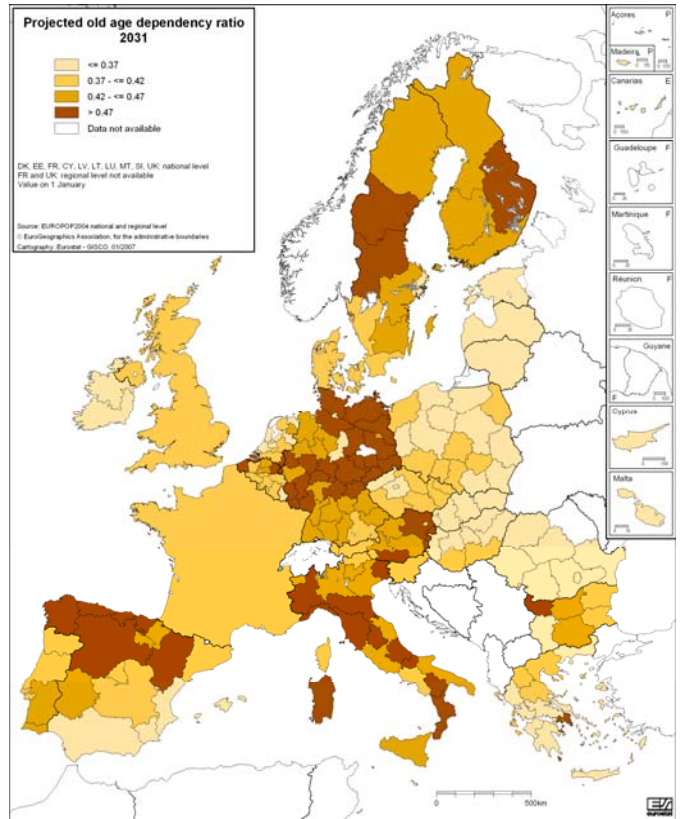 Projected old age dependency ratio
2031
<= 0.37
0.37 - <= 0.42
0.42 - <= 0.47
> 0.47
Data not available
DK, EE, FR, CY, LV, LT, LU, MT, SI, UK: national level
FR and UK: regional level not available
Value on 1 January
Source: EUROPOP2004 national and regional level
© EuroGeographics Association, for the administrative boundaries
Cartography: Eurostat - GISCO, 01/2007
Açores P
Madeira P
Canarias E
Guadeloupe F
Martinique F
Réunion F
Guyane
F
Cyprus
Malta
0 500km
eurostat